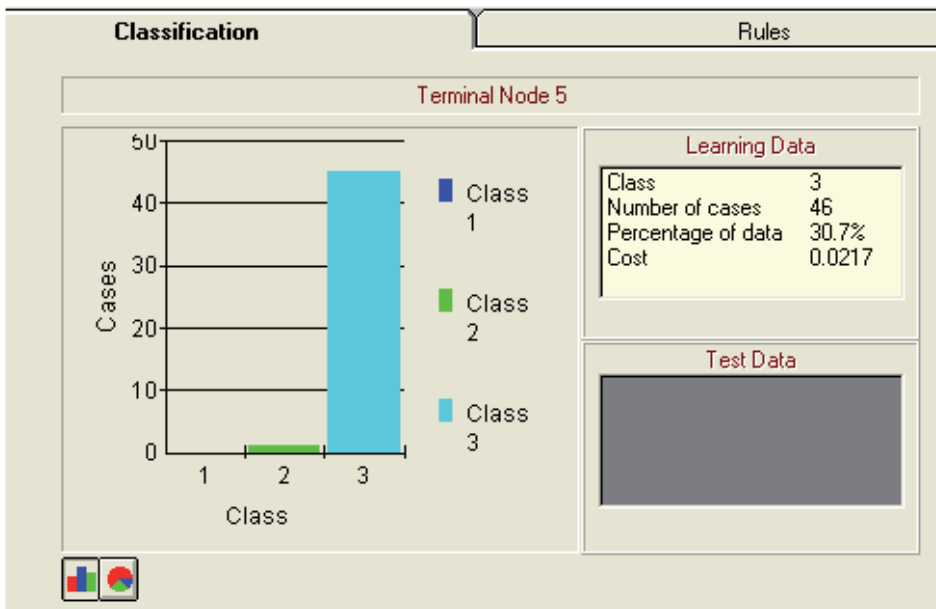 Classification
Rules
Terminal Node 5
50
40
30
20
10
0
Cases
1 2 3
Class
Class
1
Class
2
Class
3
Learning Data
Class 3
Number of cases 46
Percentage of data 30.7%
Cost 0.0217
Test Data